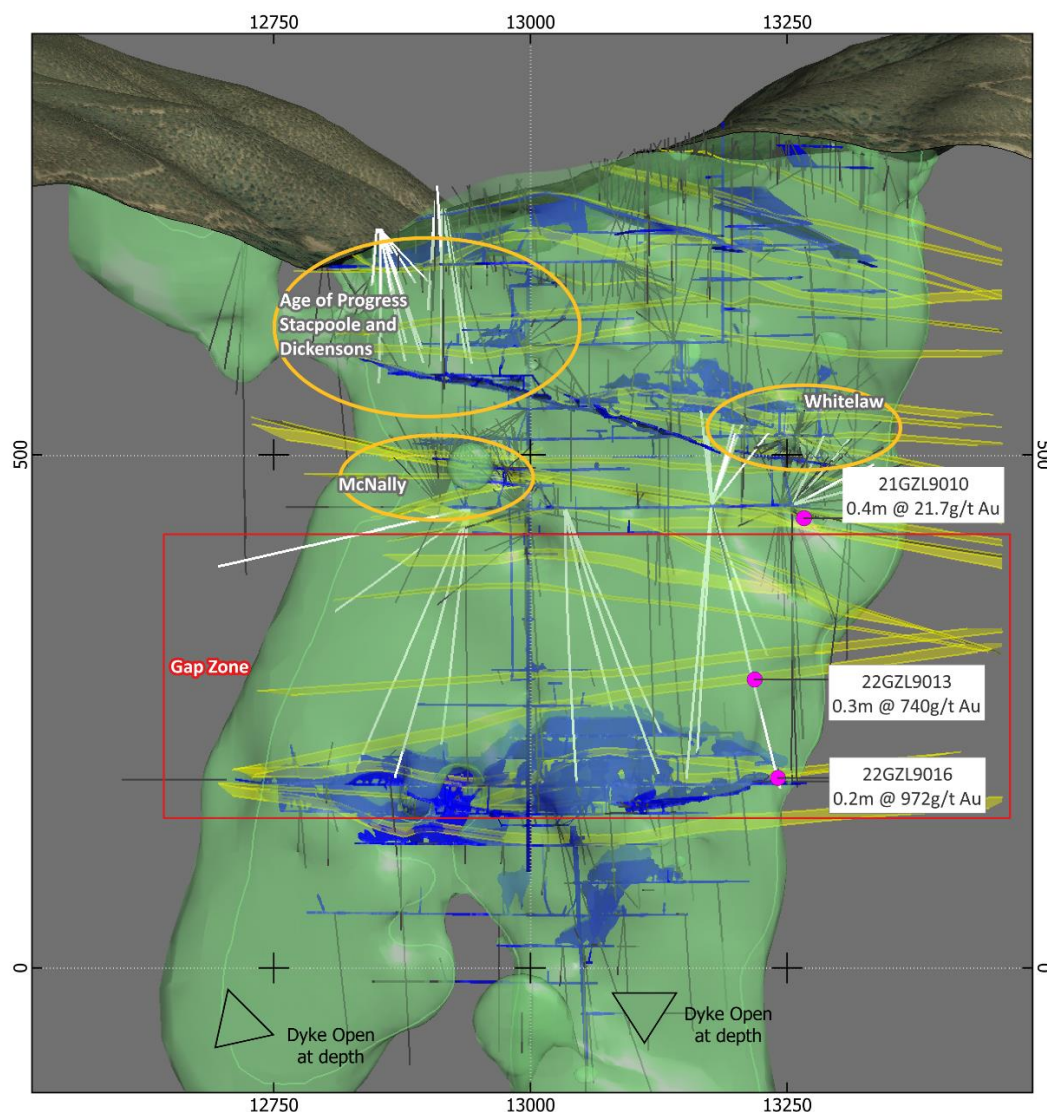 12750 13000 13250
Age of Progress
Stacpoole and
Dickensons
Whitelaw
500
500
McNally
21GZL9010
0.4m @ 21.7g/t Au
Gap Zone
22GZL9013
0.3m @ 740g/t Au
22GZL9016
0.2m @ 972g/t Au
0
0
Dyke Open
at depth
Dyke Open
at depth
12750 13000 13250